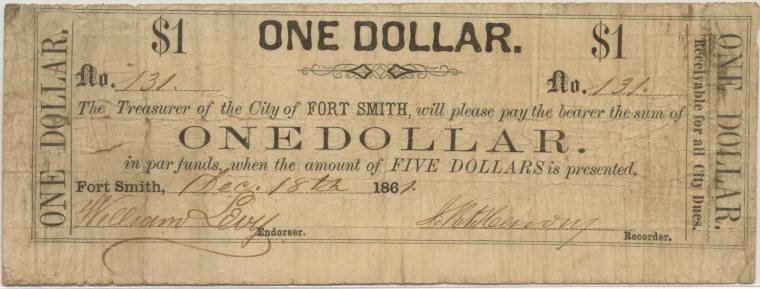 ONE DOLLAR.
$1 ONE DOLLAR. $1
No. 131. No. 131.
The Treasurer of the City of FORT SMITH, will please pay the bearer the sum of
ONE DOLLAR.
in par funds, when the amount of FIVE DOLLARS is presented.
Fort Smith, Dec. 18th 1861.
William Levy Endorser. Recorder.
Receivable for all City Dues.
ONE DOLLAR.